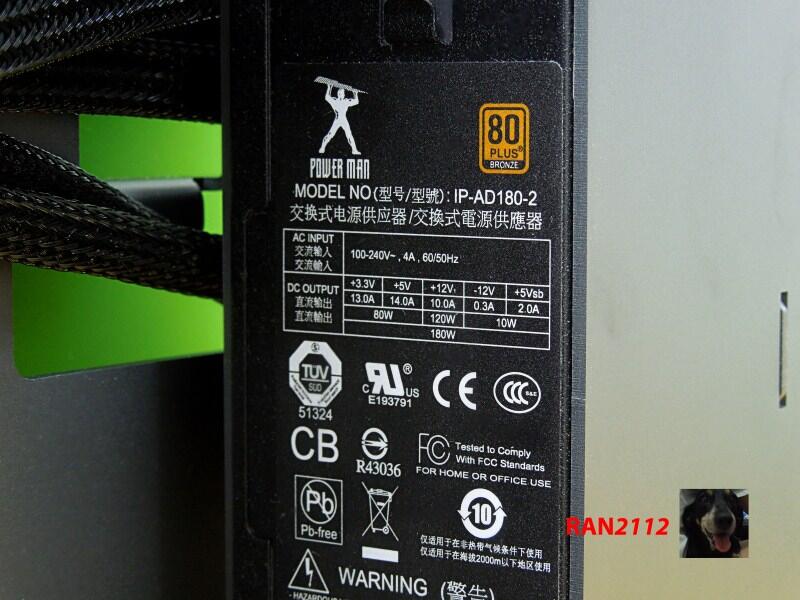 POWER MAN
80
PLUS®
BRONZE
MODEL NO(型号/型號): IP-AD180-2
交换式电源供应器/交換式電源供應器
AC INPUT
交流输入
交流輸入
100-240V~, 4A, 60/50Hz
DC OUTPUT
直流输出
直流輸出
+3.3V +5V +12V1 -12V +5Vsb
13.0A 14.0A 10.0A 0.3A 2.0A
80W 120W 10W
180W
TUV
SUD
51324
C US ®
E193791
CE
CCC S&E
CB
R43036
FC Tested to Comply
With FCC Standards
FOR HOME OR OFFICE USE
Pb
Pb-free
10
仅适用于在非热带气候条件下使用
仅适用于在海拔2000m以下地区使用
WARNING (警告)
- HAZARDOUS
RAN2112